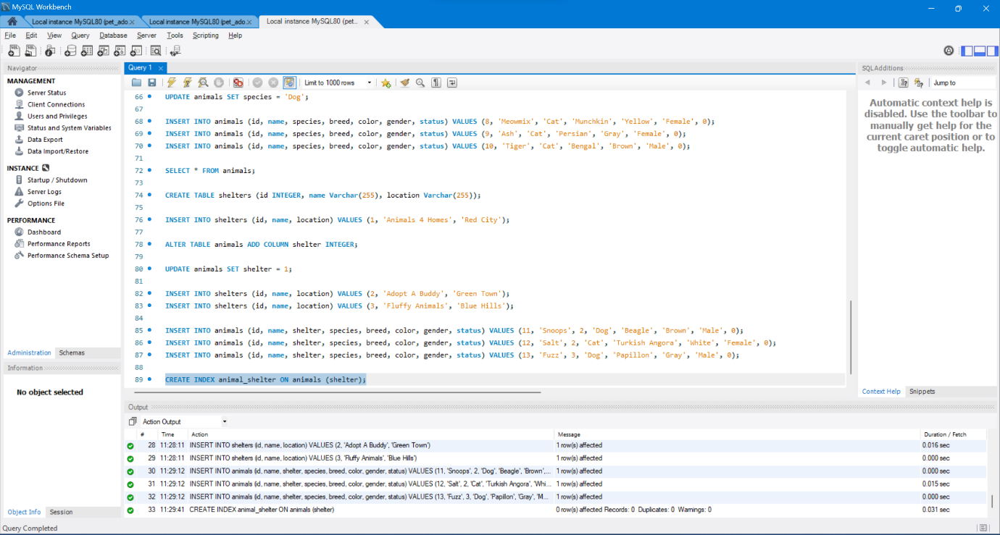 MySQL Workbench
Local instance MySQL80 (pet_ado.x
Local instance MySQL80 (pet_ado.x
Local instance MySQL80 (pet.. x
File Edit View Query Database Server Tools Scripting Help
Navigator
MANAGEMENT
Server Status
Client Connections
Users and Privileges
Status and System Variables
Data Export
Data Import/Restore
INSTANCE
Startup / Shutdown
Server Logs
Options File
PERFORMANCE
Dashboard
Performance Reports
Performance Schema Setup
Administration Schemas
Information
No object selected
Object Info Session
Query Completed
Query 1 x
Limit to 1000 rows
66 UPDATE animals SET species = 'Dog';
67
68 INSERT INTO animals (id, name, species, breed, color, gender, status) VALUES (8, 'Meowmix', 'Cat', 'Munchkin', 'Yellow', 'Female', 0);
69 INSERT INTO animals (id, name, species, breed, color, gender, status) VALUES (9, 'Ash', 'Cat', 'Persian', 'Gray', 'Female', 0);
70 INSERT INTO animals (id, name, species, breed, color, gender, status) VALUES (10, 'Tiger', 'Cat', 'Bengal', 'Brown', 'Male', 0);
71
72 SELECT * FROM animals;
73
74 CREATE TABLE shelters (id INTEGER, name Varchar(255), location Varchar(255));
75
76 INSERT INTO shelters (id, name, location) VALUES (1, 'Animals 4 Homes', 'Red City');
77
78 ALTER TABLE animals ADD COLUMN shelter INTEGER;
79
80 UPDATE animals SET shelter = 1;
81
82 INSERT INTO shelters (id, name, location) VALUES (2, 'Adopt A Buddy', 'Green Town');
83 INSERT INTO shelters (id, name, location) VALUES (3, 'Fluffy Animals', 'Blue Hills');
84
85 INSERT INTO animals (id, name, shelter, species, breed, color, gender, status) VALUES (11, 'Snoops', 2, 'Dog', 'Beagle', 'Brown', 'Male', 0);
86 INSERT INTO animals (id, name, shelter, species, breed, color, gender, status) VALUES (12, 'Salt', 2, 'Cat', 'Turkish Angora', 'White', 'Female', 0);
87 INSERT INTO animals (id, name, shelter, species, breed, color, gender, status) VALUES (13, 'Fuzz', 3, 'Dog', 'Papillon', 'Gray', 'Male', 0);
88
89 CREATE INDEX animal_shelter ON animals (shelter);
SQLAdditions
Jump to
Automatic context help is
disabled. Use the toolbar to
manually get help for the
current caret position or to
toggle automatic help.
Context Help Snippets
Output
Action Output
# Time Action Message Duration / Fetch
28 11:28:11 INSERT INTO shelters (id, name, location) VALUES (2, 'Adopt A Buddy', 'Green Town') 1 row(s) affected 0.016 sec
29 11:28:11 INSERT INTO shelters (id, name, location) VALUES (3, 'Fluffy Animals', 'Blue Hills') 1 row(s) affected 0.000 sec
30 11:29:12 INSERT INTO animals (id, name, shelter, species, breed, color, gender, status) VALUES (11, 'Snoops', 2, 'Dog', 'Beagle', 'Brown',... 1 row(s) affected 0.000 sec
31 11:29:12 INSERT INTO animals (id, name, shelter, species, breed, color, gender, status) VALUES (12, 'Salt', 2, 'Cat', 'Turkish Angora', 'Whi... 1 row(s) affected 0.015 sec
32 11:29:12 INSERT INTO animals (id, name, shelter, species, breed, color, gender, status) VALUES (13, 'Fuzz', 3, 'Dog', 'Papillon', 'Gray', 'M... 1 row(s) affected 0.000 sec
33 11:29:41 CREATE INDEX animal_shelter ON animals (shelter) 0 row(s) affected Records: 0 Duplicates: 0 Warnings: 0 0.031 sec